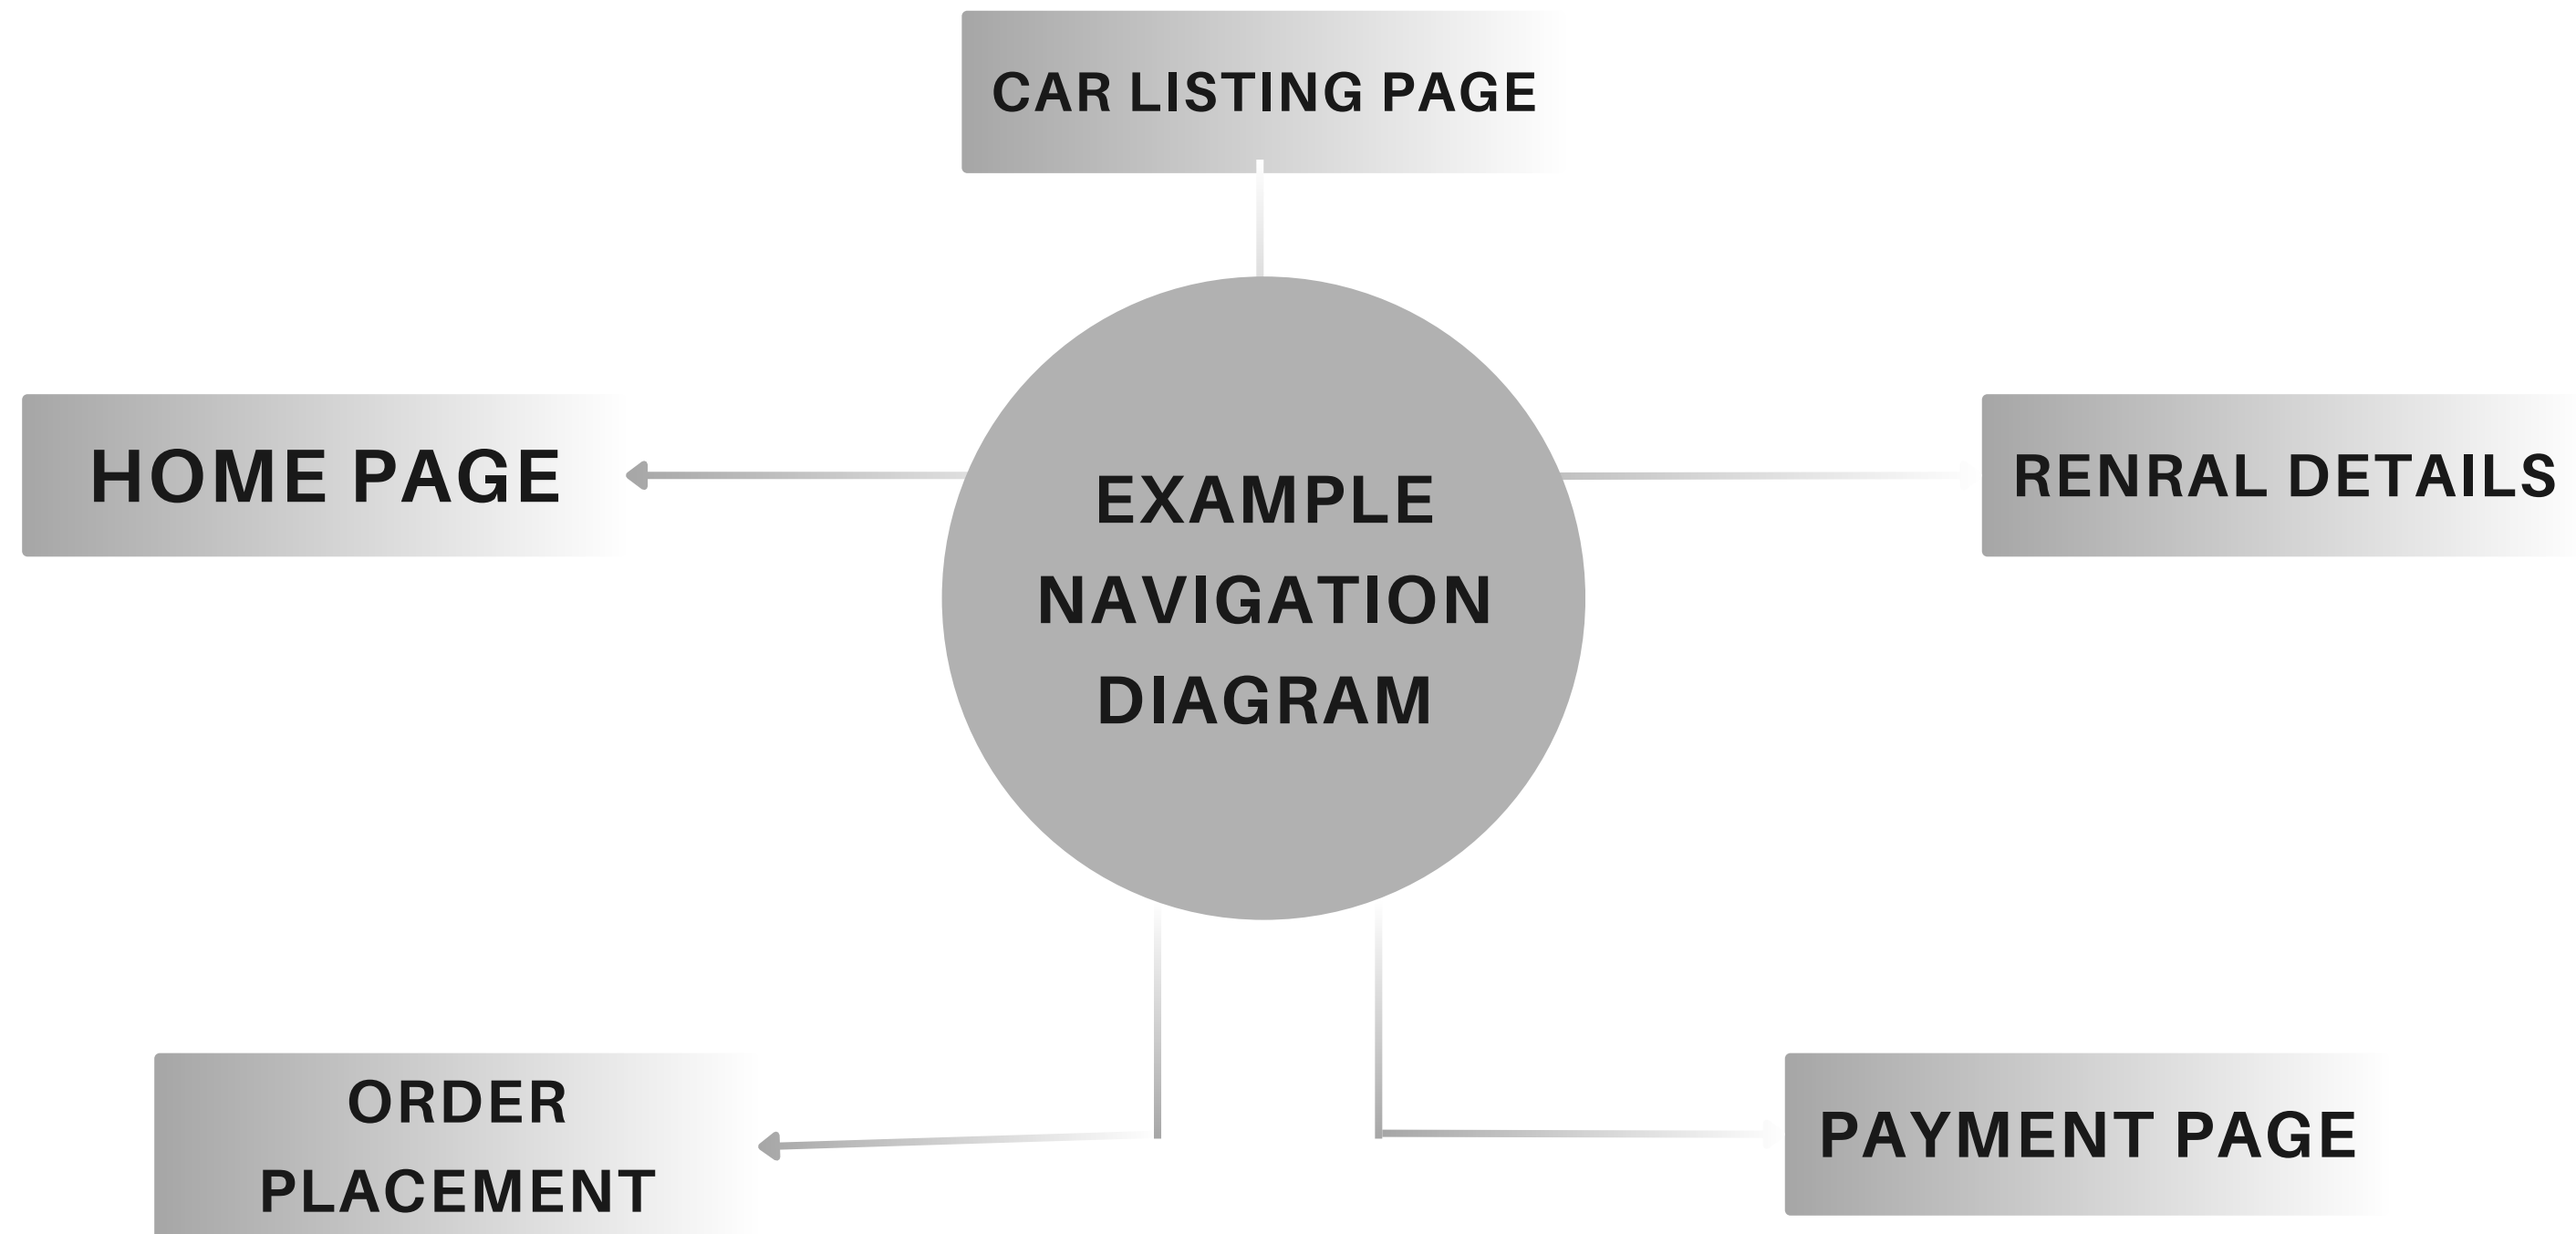 CAR LISTING PAGE
HOME PAGE
EXAMPLE
NAVIGATION
DIAGRAM
RENRAL DETAILS
ORDER
PLACEMENT
PAYMENT PAGE